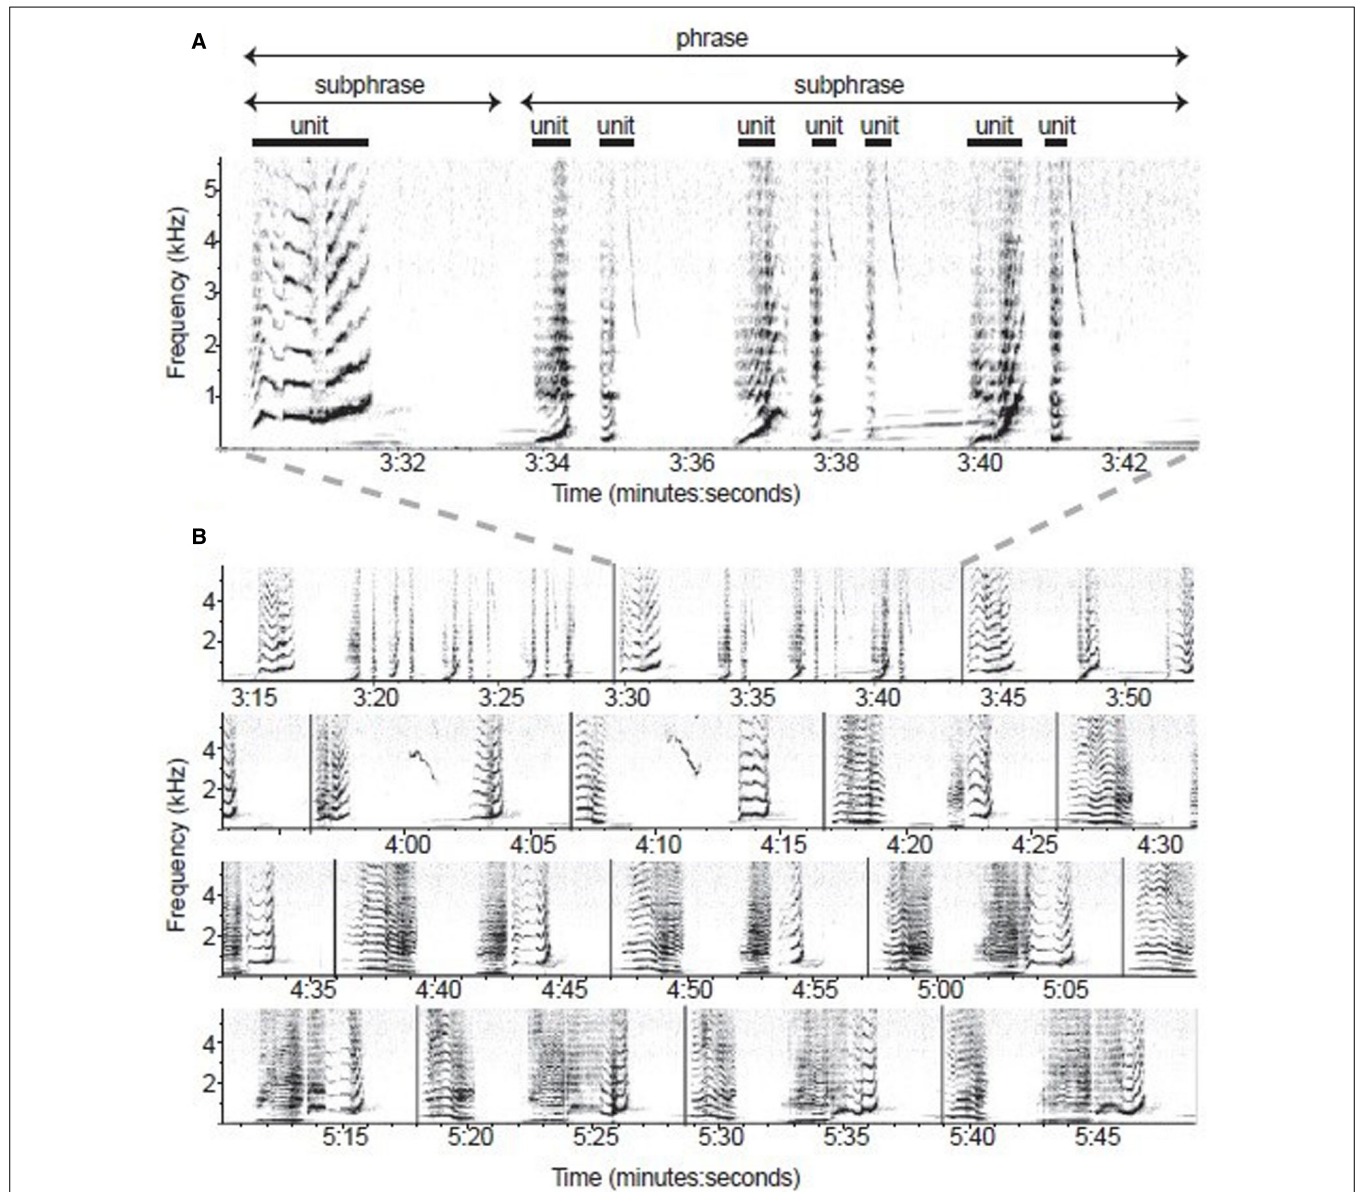 A
phrase
subphrase subphrase
unit unit unit unit unit unit unit unit
5
4
3
2
1
Frequency (kHz)
3:32 3:34 3:36 3:38 3:40 3:42
Time (minutes:seconds)
B
4
2
3:15 3:20 3:25 3:30 3:35 3:40 3:45 3:50
4
2
4:00 4:05 4:10 4:15 4:20 4:25 4:30
Frequency (kHz)
4
2
4:35 4:40 4:45 4:50 4:55 5:00 5:05
4
2
5:15 5:20 5:25 5:30 5:35 5:40 5:45
Time (minutes:seconds)